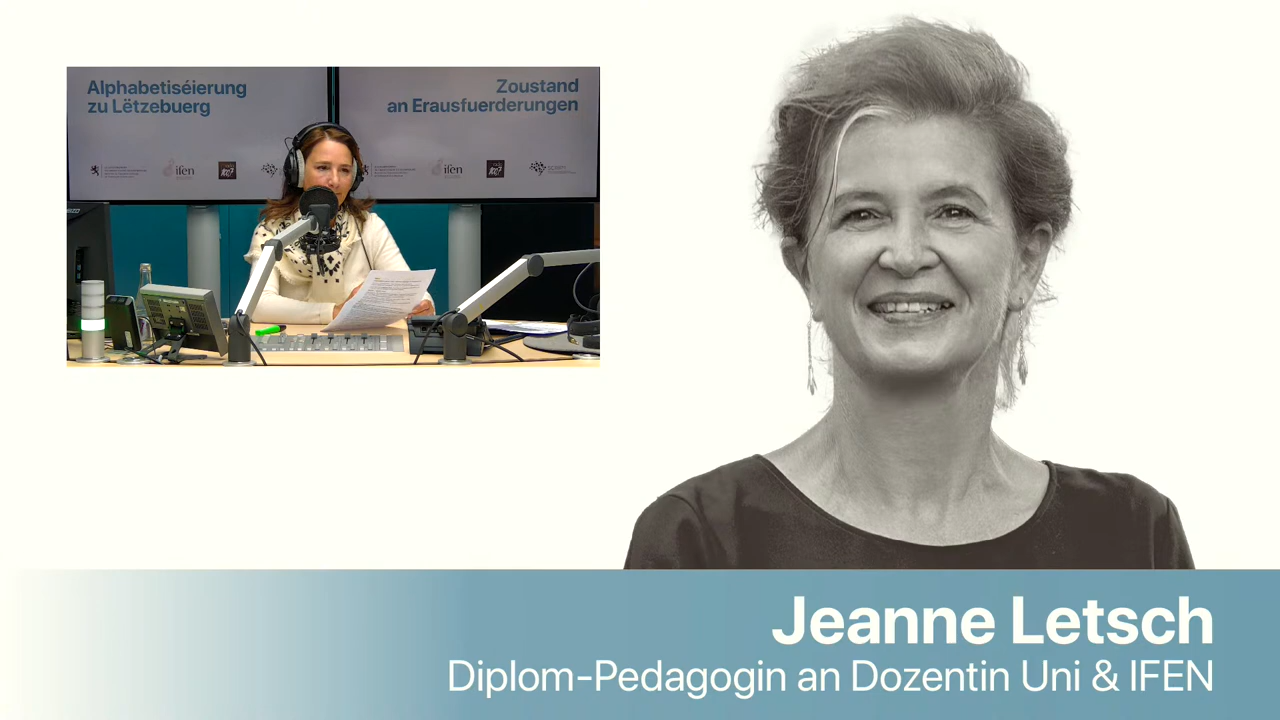 Alphabetiséierung
zu Lëtzebuerg
Zoustand
an Erausfuerderungen
ifen
ifen
Jeanne Letsch
Diplom-Pedagogin an Dozentin Uni & IFEN